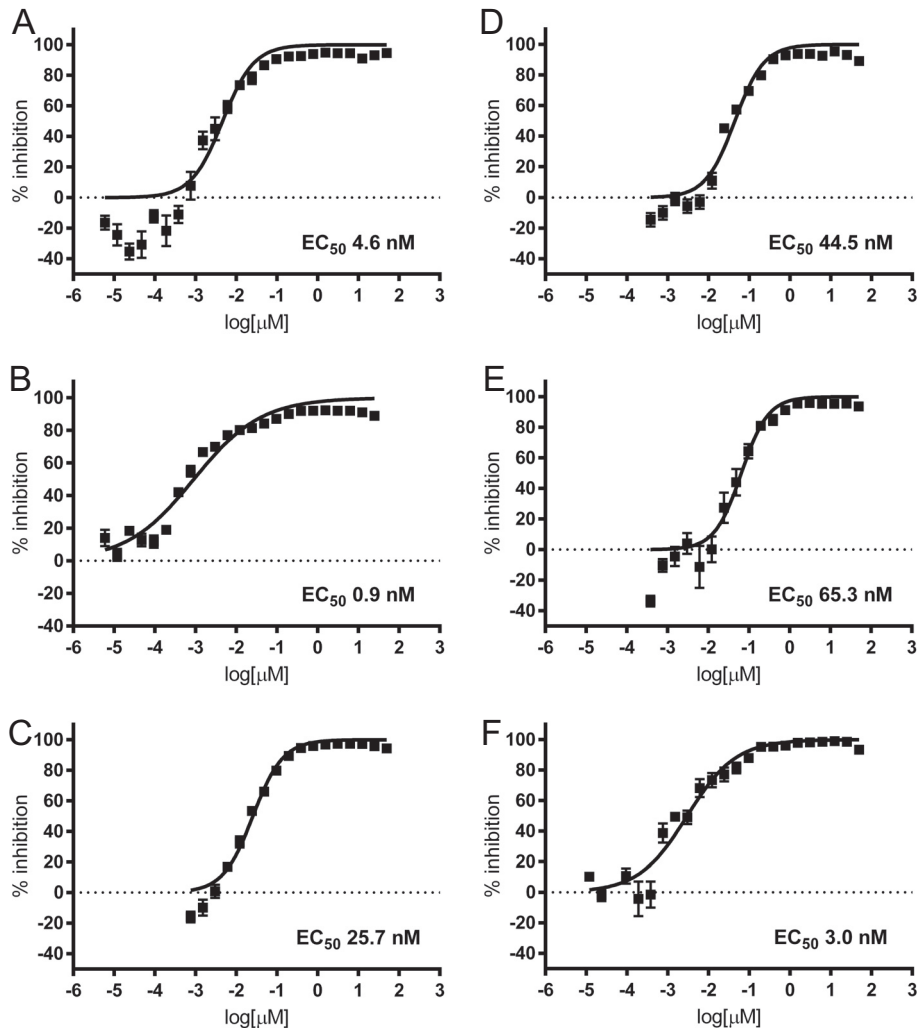 A
100
80
60
40
20
0
-20
-40
% inhibition
EC50 4.6 nM
-6 -5 -4 -3 -2 -1 0 1 2 3
log[μM]
B
100
80
60
40
20
0
-20
-40
% inhibition
EC50 0.9 nM
-6 -5 -4 -3 -2 -1 0 1 2 3
log[μM]
C
100
80
60
40
20
0
-20
-40
% inhibition
EC50 25.7 nM
-6 -5 -4 -3 -2 -1 0 1 2 3
log[μM]
D
100
80
60
40
20
0
-20
-40
% inhibition
EC50 44.5 nM
-6 -5 -4 -3 -2 -1 0 1 2 3
log[μM]
E
100
80
60
40
20
0
-20
-40
% inhibition
EC50 65.3 nM
-6 -5 -4 -3 -2 -1 0 1 2 3
log[μM]
F
100
80
60
40
20
0
-20
-40
% inhibition
EC50 3.0 nM
-6 -5 -4 -3 -2 -1 0 1 2 3
log[μM]